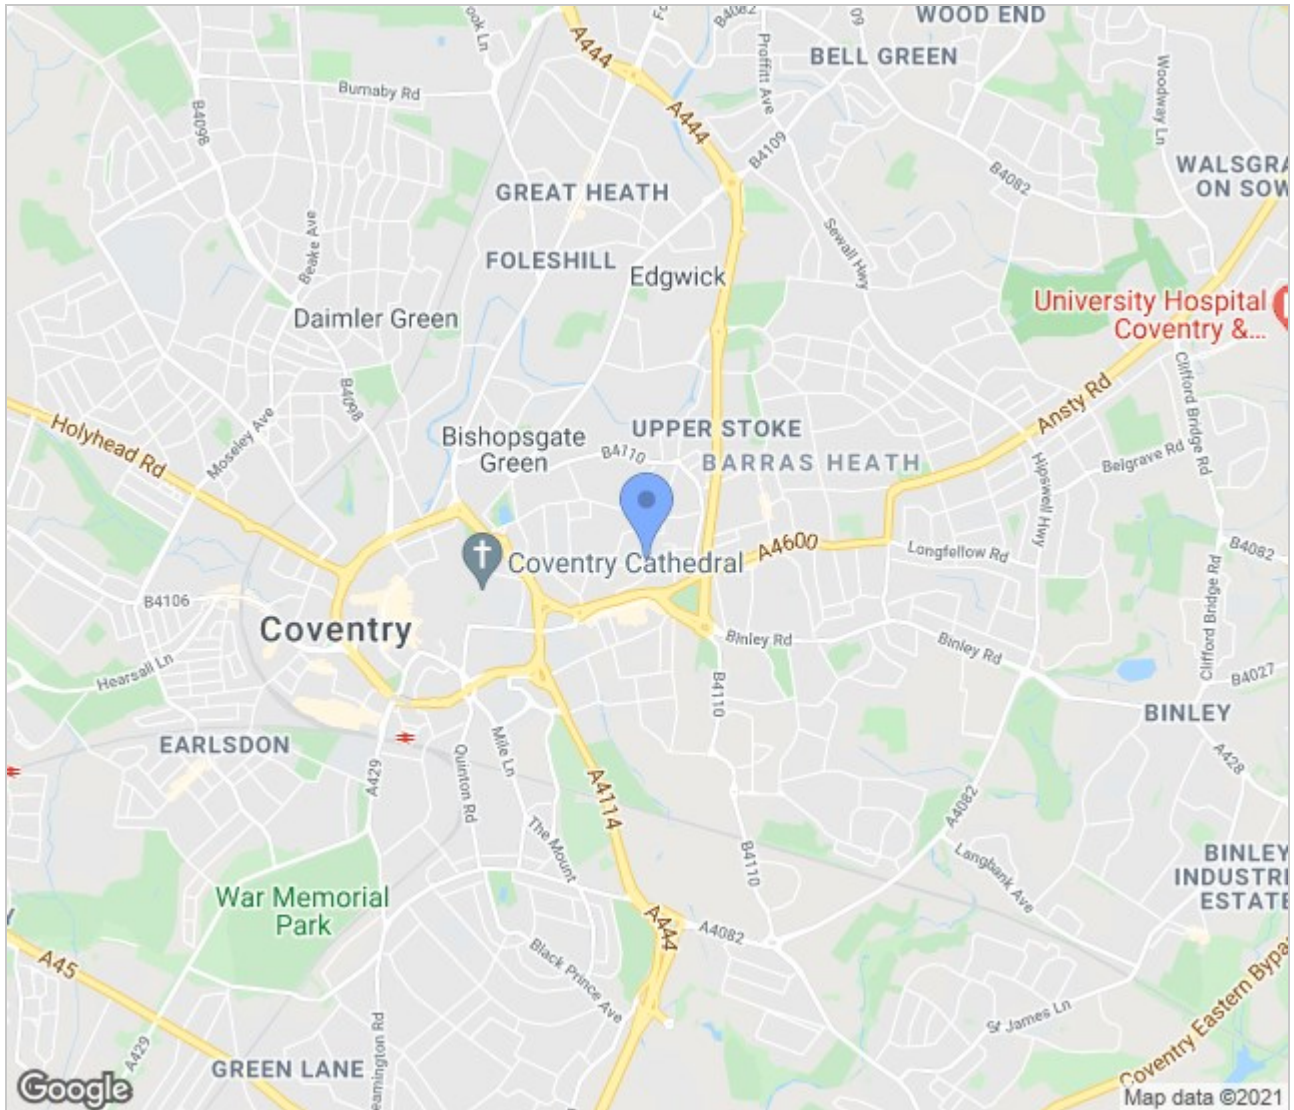 B4082
WOOD END
A444
BELL GREEN
Proffitt Ave
Woodway Ln
ook Ln
Burnaby Rd
B4098
A444
B4109
B4082
WALSGRA
ON SOW
GREAT HEATH
Beake Ave
Sewall Hwy
FOLESHILL
Edgwick
University Hospital
Coventry &...
Daimler Green
B4098
Clifford Bridge Rd
Ansty Rd
Holyhead Rd
Moseley Ave
Bishopsgate
Green
UPPER STOKE
B4110
BARRAS HEATH
Belgrave Rd
Hipswell Hwy
Coventry Cathedral
A4600
Longfellow Rd
B4082
B4106
Coventry
Binley Rd
Binley Rd
Clifford Bridge Rd
Hearsall Ln
B4027
B4110
BINLEY
EARLSDON
Mile Ln
Quinton Rd
A429
A428
A4114
A4082
The Mount
B4110
Langbank Ave
BINLEY
INDUSTRI
ESTATE
War Memorial
Park
A444
A4082
Y
A45
Black Prince Ave
St James Ln
Coventry Eastern Bypa
A429
eamington Rd
GREEN LANE
Google
Map data ©2021